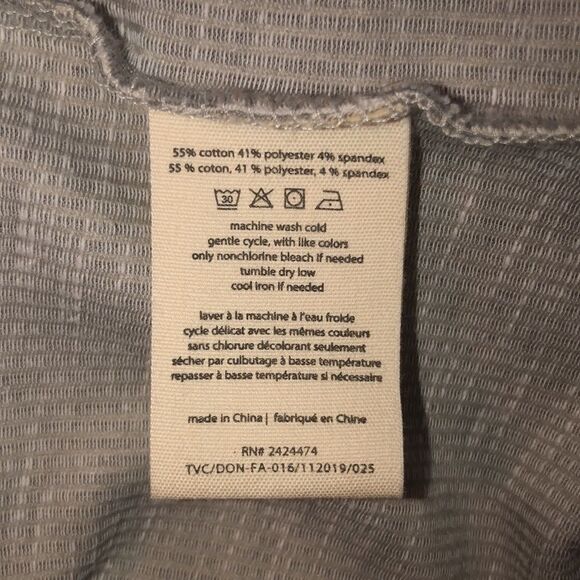 55% cotton 41% polyester 4% spandex
55 % coton, 41 % polyester, 4 % spandex
30
machine wash cold
gentle cycle, with like colors
only nonchlorine bleach if needed
tumble dry low
cool iron if needed
laver à la machine à l'eau froide
cycle délicat avec les mêmes couleurs
sans chlorure décolorant seulement
sécher par culbutage à basse température
repasser à basse température si nécessaire
made in China | fabriqué en Chine
RN# 2424474
TVC/DON-FA-016/112019/025